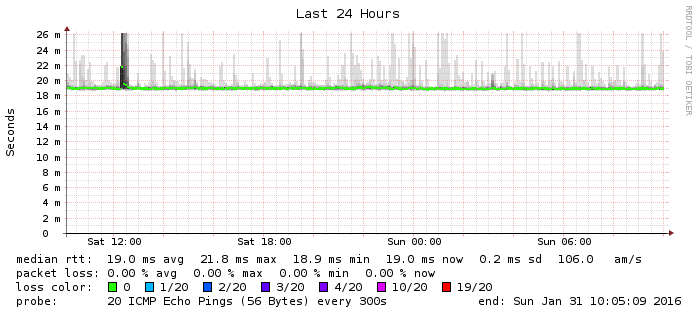 Last 24 Hours
RRDTOOL / TOBI OETIKER
Seconds
26 m
24 m
22 m
20 m
18 m
16 m
14 m
12 m
10 m
8 m
6 m
4 m
2 m
0
Sat 12:00 Sat 18:00 Sun 00:00 Sun 06:00
median rtt: 19.0 ms avg 21.8 ms max 18.9 ms min 19.0 ms now 0.2 ms sd 106.0 am/s
packet loss: 0.00 % avg 0.00 % max 0.00 % min 0.00 % now
loss color: 0 1/20 2/20 3/20 4/20 10/20 19/20
probe: 20 ICMP Echo Pings (56 Bytes) every 300s end: Sun Jan 31 10:05:09 2016